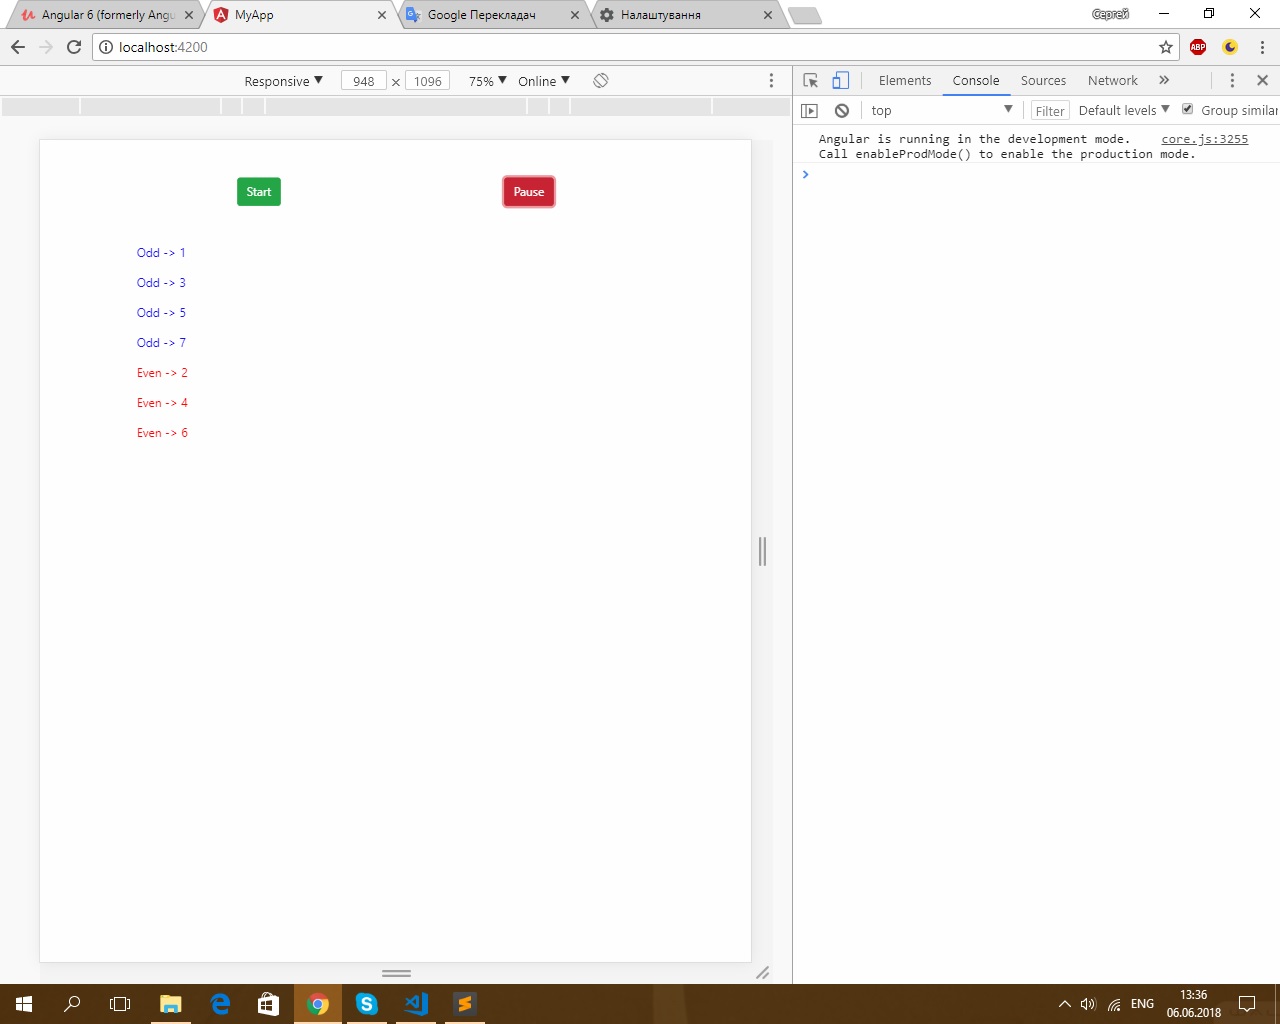 Angular 6 (formerly Angu
MyApp
Google Перекладач
Налаштування
Сергей
localhost:4200
ABP
Responsive ▼ 948 × 1096 75% ▼ Online ▼
Elements Console Sources Network »
top ▼ Filter Default levels ▼ Group similar
Angular is running in the development mode. core.js:3255
Call enableProdMode() to enable the production mode.
Start
Pause
Odd -> 1
Odd -> 3
Odd -> 5
Odd -> 7
Even -> 2
Even -> 4
Even -> 6
ENG
13:36
06.06.2018